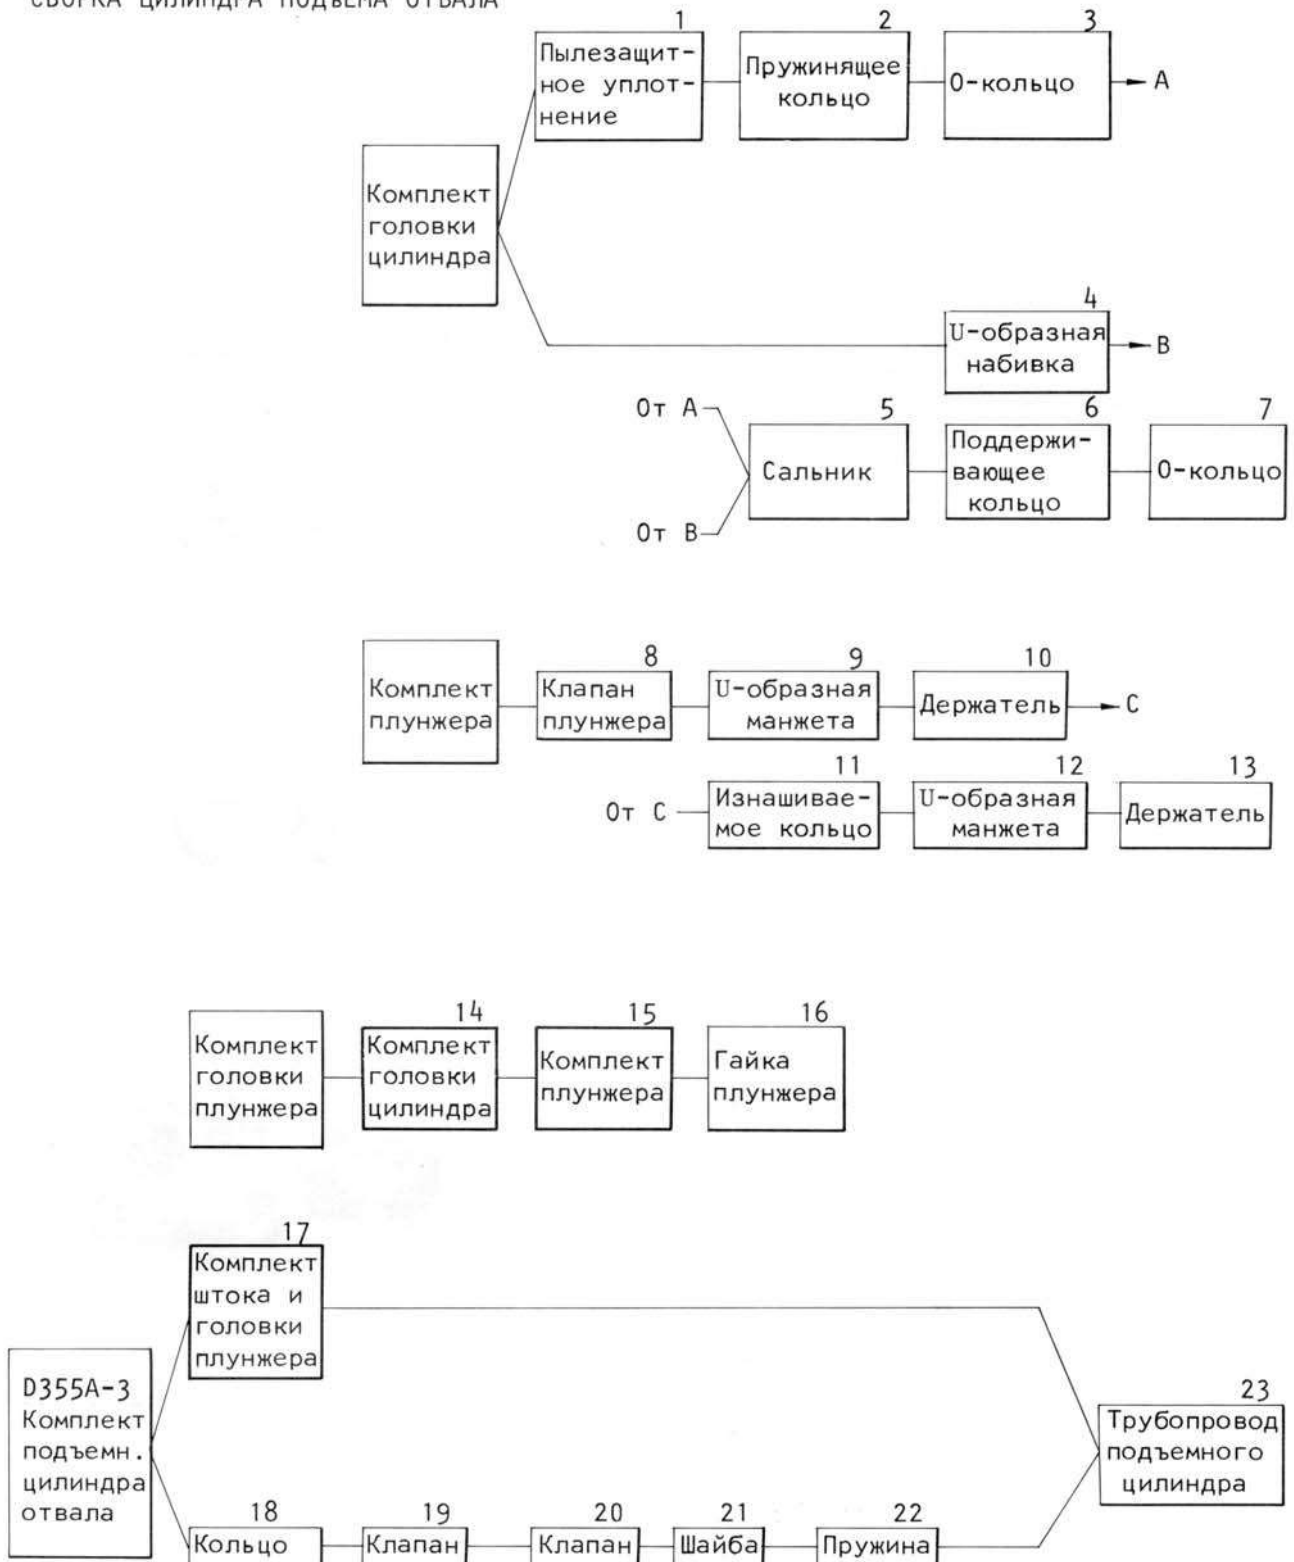 СБОРКА ЦИЛИНДРА ПОДЪЕМА ОТВАЛА
1
Пылезащит-
ное уплот-
нение
2
Пружинящее
кольцо
3
О-кольцо
А
Комплект
головки
цилиндра
4
U-образная
набивка
В
От А
От В
5
Сальник
6
Поддержи-
вающее
кольцо
7
О-кольцо
Комплект
плунжера
8
Клапан
плунжера
9
U-образная
манжета
10
Держатель
С
От С
11
Изнашивае-
мое кольцо
12
U-образная
манжета
13
Держатель
Комплект
головки
плунжера
14
Комплект
головки
цилиндра
15
Комплект
плунжера
16
Гайка
плунжера
17
Комплект
штока и
головки
плунжера
D355A-3
Комплект
подъемн.
цилиндра
отвала
18
Кольцо
19
Клапан
20
Клапан
21
Шайба
22
Пружина
23
Трубопровод
подъемного
цилиндра